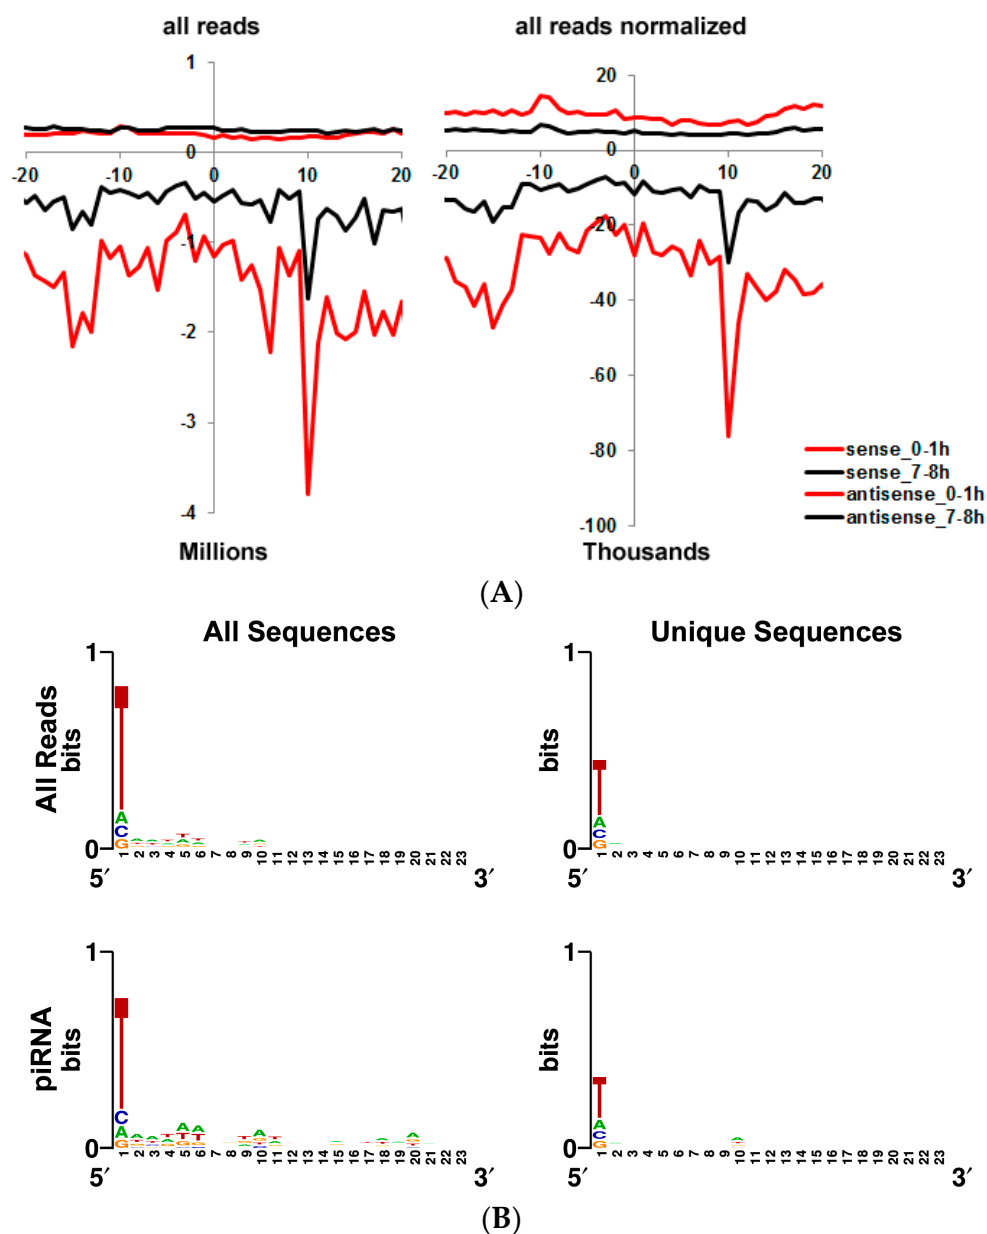 all reads
all reads normalized
1
0
-1
-2
-3
-4
-20
-10
0
10
20
Millions
20
0
-20
-40
-60
-80
-100
-20
-10
0
10
20
Thousands
sense_0-1h
sense_7-8h
antisense_0-1h
antisense_7-8h
(A)
All Sequences
Unique Sequences
All Reads
bits
1
0
T
A
C
G
1 2 3 4 5 6 7 8 9 10 11 12 13 14 15 16 17 18 19 20 21 22 23
5′
3′
bits
1
0
T
A
C
G
1 2 3 4 5 6 7 8 9 10 11 12 13 14 15 16 17 18 19 20 21 22 23
5′
3′
piRNA
bits
1
0
T
C
A
G
1 2 3 4 5 6 7 8 9 10 11 12 13 14 15 16 17 18 19 20 21 22 23
5′
3′
bits
1
0
T
A
C
G
1 2 3 4 5 6 7 8 9 10 11 12 13 14 15 16 17 18 19 20 21 22 23
5′
3′
(B)